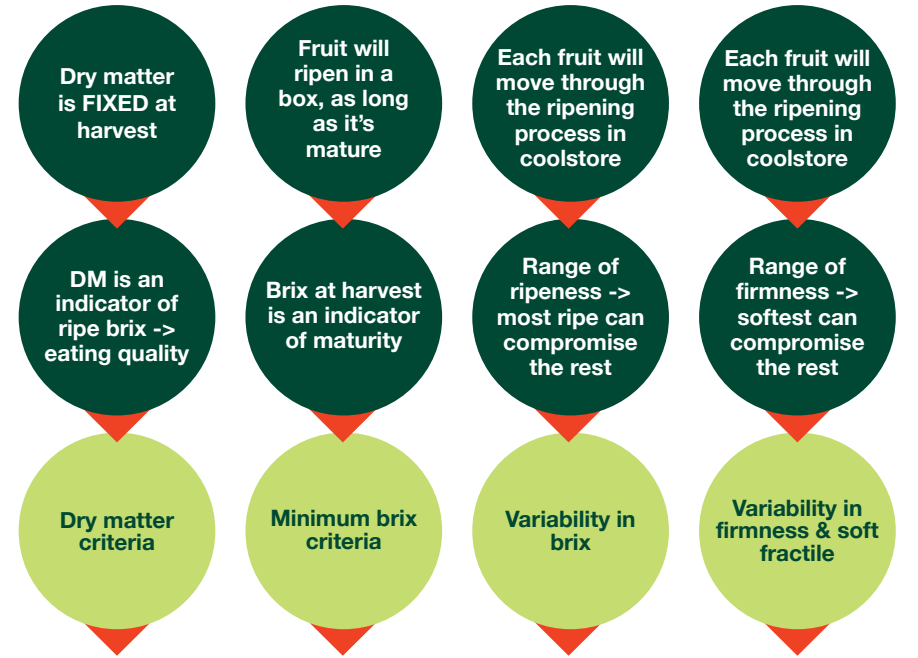 Dry matter
is FIXED at
harvest
Fruit will
ripen in a
box, as long
as it’s
mature
Each fruit will
move through
the ripening
process in
coolstore
Each fruit will
move through
the ripening
process in
coolstore
DM is an
indicator of
ripe brix ->
eating quality
Brix at harvest
is an indicator
of maturity
Range of
ripeness ->
most ripe can
compromise
the rest
Range of
firmness ->
softest can
compromise
the rest
Dry matter
criteria
Minimum brix
criteria
Variability in
brix
Variability in
firmness & soft
fractile